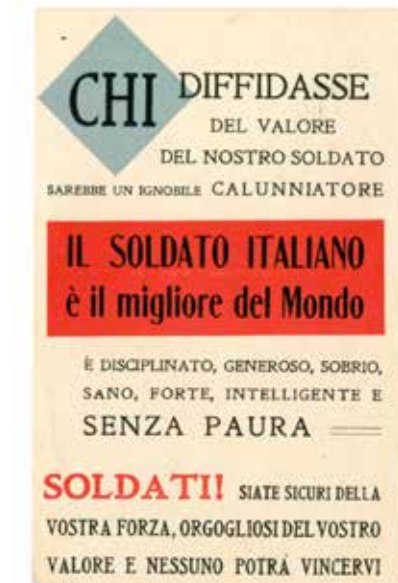 CHI DIFFIDASSE
DEL VALORE
DEL NOSTRO SOLDATO
SAREBBE UN IGNOBILE CALUNNIATORE
IL SOLDATO ITALIANO
è il migliore del Mondo
È DISCIPLINATO, GENEROSO, SOBRIO,
SANO, FORTE, INTELLIGENTE E
SENZA PAURA
SOLDATI! SIATE SICURI DELLA
VOSTRA FORZA, ORGOGLIOSI DEL VOSTRO
VALORE E NESSUNO POTRÁ VINCERVI